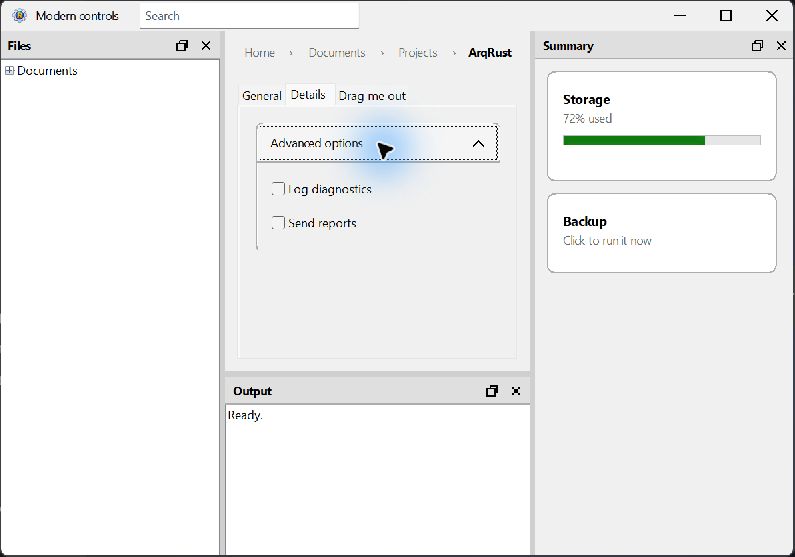 Modern controls
Search
Files
Documents
Home › Documents › Projects › ArqRust
General Details Drag me out
Advanced options
Log diagnostics
Send reports
Output
Ready.
Summary
Storage
72% used
Backup
Click to run it now